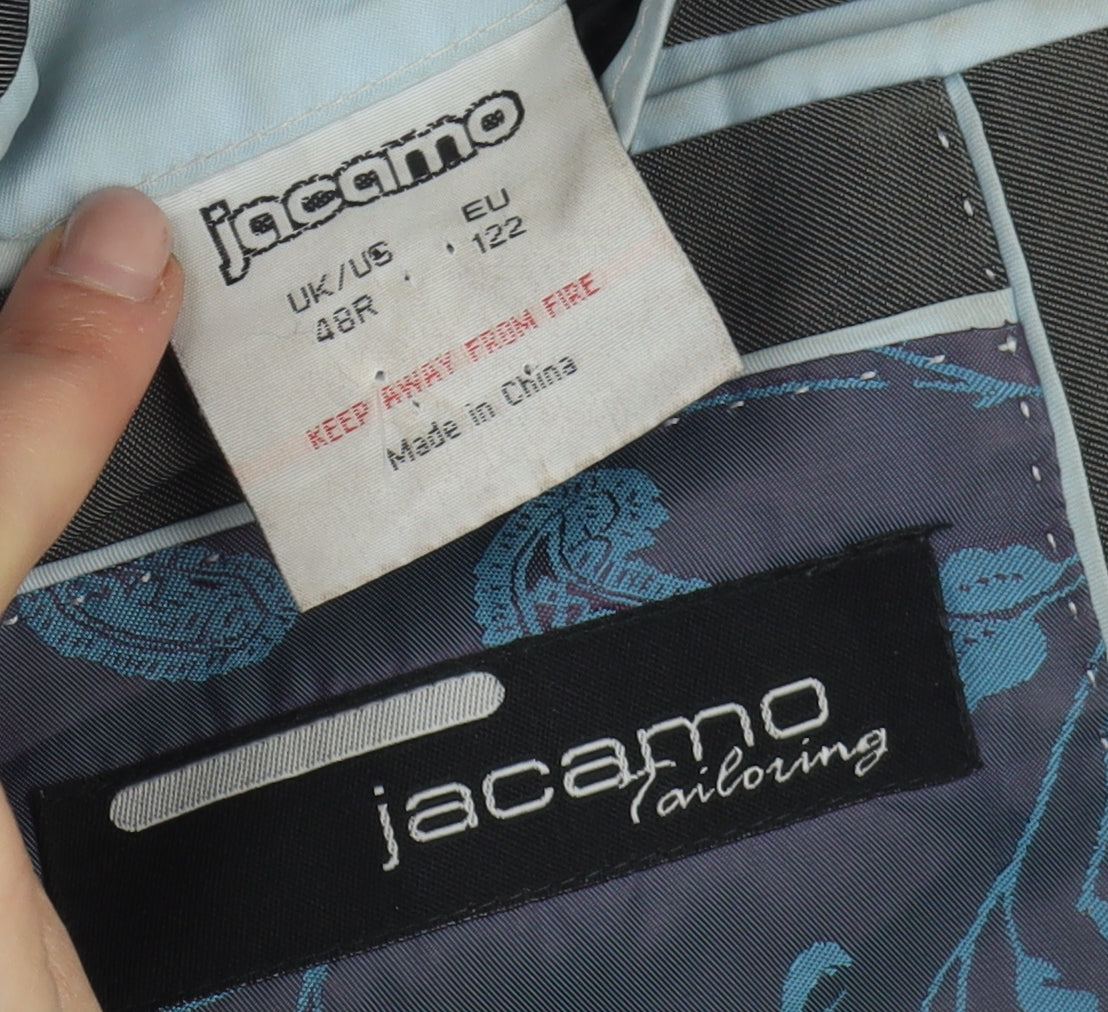 jacamo
UK/US EU
48R 122
KEEP AWAY FROM FIRE
Made in China
jacamo
Tailoring